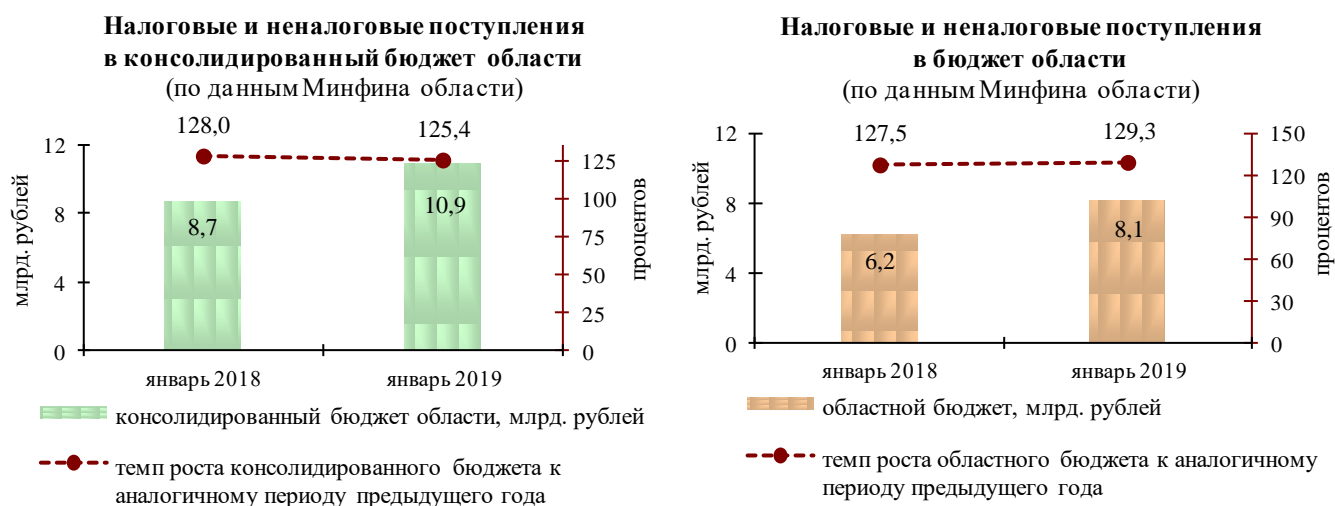 Налоговые и неналоговые поступления
в консолидированный бюджет области
(по данным Минфина области)
128,0
125,4
12
8
4
0
млрд. рублей
8,7
10,9
125
100
75
50
25
0
процентов
январь 2018
январь 2019
консолидированный бюджет области, млрд. рублей
темп роста консолидированного бюджета к
аналогичному периоду предыдущего года
Налоговые и неналоговые поступления
в бюджет области
(по данным Минфина области)
127,5
129,3
12
8
4
0
млрд. рублей
6,2
8,1
150
120
90
60
30
0
процентов
январь 2018
январь 2019
областной бюджет, млрд. рублей
темп роста областного бюджета к аналогичному
периоду предыдущего года